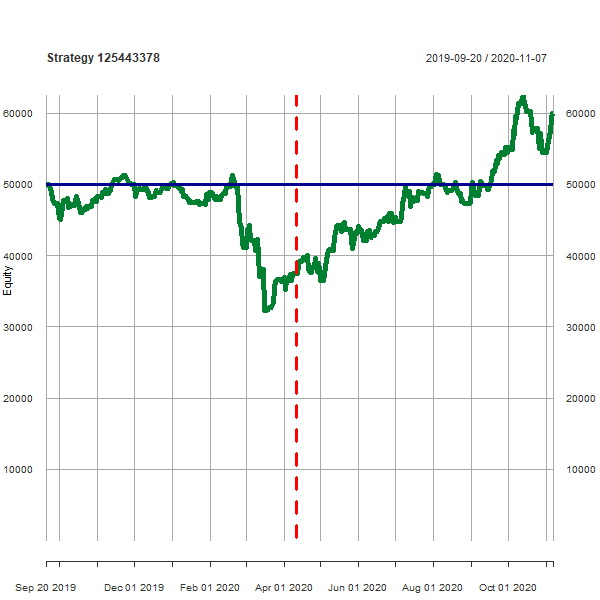 Strategy 125443378
2019-09-20 / 2020-11-07
60000
60000
50000
50000
40000
40000
Equity
30000
30000
20000
20000
10000
10000
Sep 20 2019
Dec 01 2019
Feb 01 2020
Apr 01 2020
Jun 01 2020
Aug 01 2020
Oct 01 2020